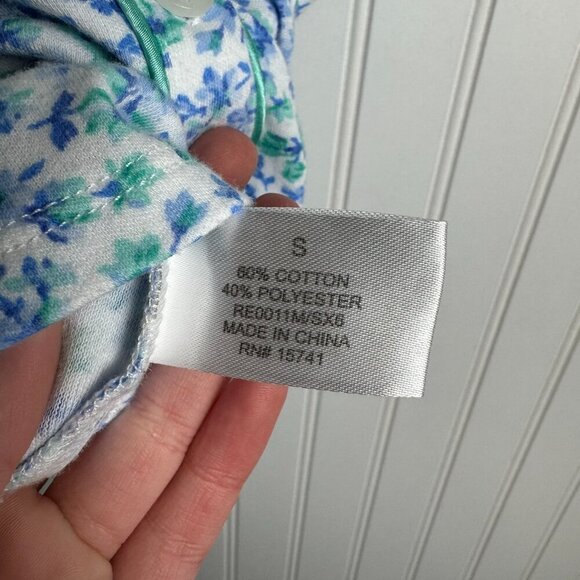 S
60% COTTON
40% POLYESTER
RE0011M/SX6
MADE IN CHINA
RN# 15741